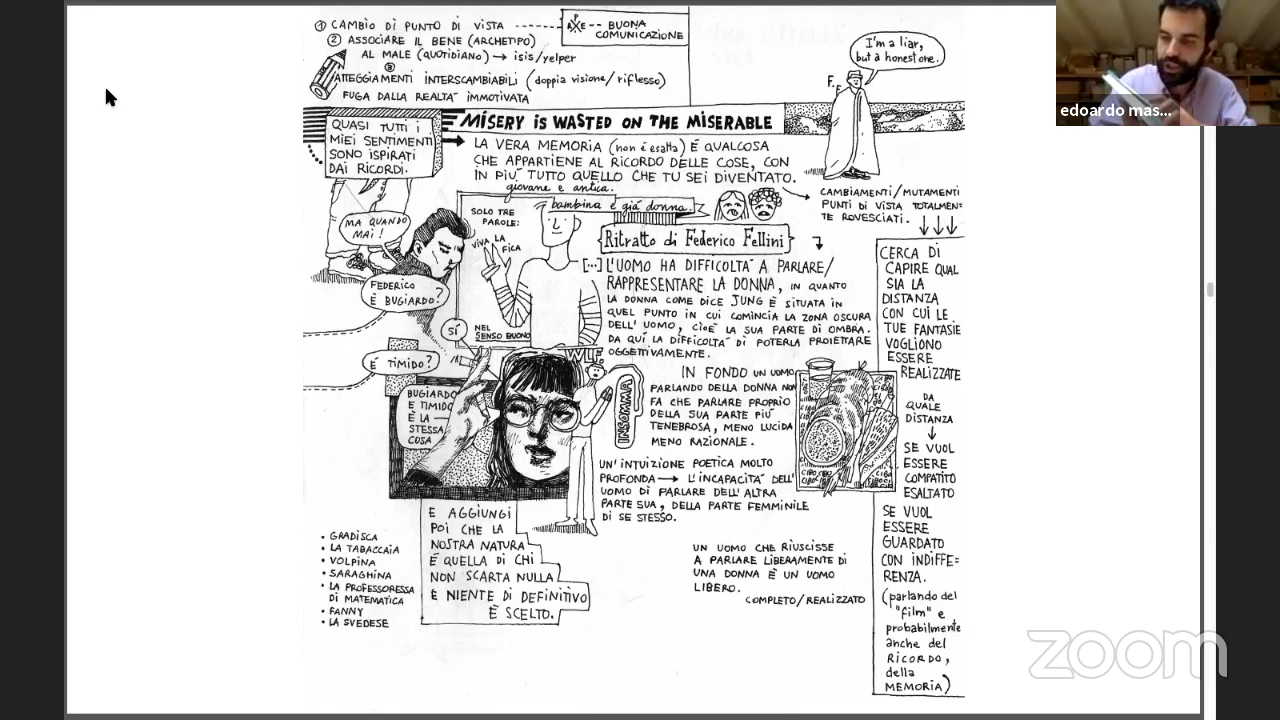 ① CAMBIO DI PUNTO DI VISTA
② ASSOCIARE IL BENE (ARCHETIPO)
AL MALE (QUOTIDIANO) → isis/yelper
③
ATTEGGIAMENTI INTERSCAMBIABILI (doppia visione/riflesso)
FUGA DALLA REALTA' IMMOTIVATA
BUONA
COMUNICAZIONE
I'm a liar,
but a honest one.
F.F
edoardo mas...
MISERY IS WASTED ON THE MISERABLE
QUASI TUTTI I
MIEI SENTIMENTI
SONO ISPIRATI
DAI RICORDI.
LA VERA MEMORIA (non é esatta) É QUALCOSA
CHE APPARTIENE AL RICORDO DELLE COSE, CON
IN PIÚ TUTTO QUELLO CHE TU SEI DIVENTATO.
giovane e antica.
bambina e giá donna.
CAMBIAMENTI/MUTAMENTI
PUNTI DI VISTA TOTALMEN=
TE ROVESCIATI. ↓↓↓
MA QUANDO
MAI!
SOLO TRE
PAROLE:
VIVA LA
FICA
Ritratto di Federico Fellini
[...] L'UOMO HA DIFFICOLTA' A PARLARE/
RAPPRESENTARE LA DONNA, IN QUANTO
LA DONNA COME DICE JUNG È SITUATA IN
QUEL PUNTO IN CUI COMINCIA LA ZONA OSCURA
DELL'UOMO, CIOÈ LA SUA PARTE DI OMBRA.
DA QUÌ LA DIFFICOLTA' DI POTERLA PROIETTARE
OGGETTIVAMENTE.
FEDERICO
È BUGIARDO?
SÍ
NEL
SENSO BUONO
È TIMIDO?
BUGIARDO
E TIMIDO
È LA
STESSA
COSA
W LE
INSOMMA
IN FONDO UN UOMO
PARLANDO DELLA DONNA NON
FA CHE PARLARE PROPRIO
DELLA SUA PARTE PIÚ
TENEBROSA, MENO LUCIDA
MENO RAZIONALE.
UN'INTUIZIONE POETICA MOLTO
PROFONDA → L'INCAPACITA' DELL'
UOMO DI PARLARE DELL'ALTRA
PARTE SUA, DELLA PARTE FEMMINILE
DI SE STESSO.
CIBO CIBO
CERCA DI
CAPIRE QUAL
SIA LA
DISTANZA
CON CUI LE
TUE FANTASIE
VOGLIONO
ESSERE
REALIZZATE
DA
QUALE
DISTANZA
↓
SE VUOL
ESSERE
COMPATITO
ESALTATO
SE VUOL
ESSERE
GUARDATO
CON INDIFFE=
RENZA.
(parlando del
"film" e
probabilmente
anche del
RICORDO,
della
MEMORIA)
• GRADISCA
• LA TABACCAIA
• VOLPINA
• SARAGHINA
• LA PROFESSORESSA
DI MATEMATICA
• FANNY
• LA SVEDESE
E AGGIUNGI
POI CHE LA
NOSTRA NATURA
É QUELLA DI CHI
NON SCARTA NULLA
E NIENTE DI DEFINITIVO
È SCELTO.
UN UOMO CHE RIUSCISSE
A PARLARE LIBERAMENTE DI
UNA DONNA È UN UOMO
LIBERO.
COMPLETO/REALIZZATO
zoom